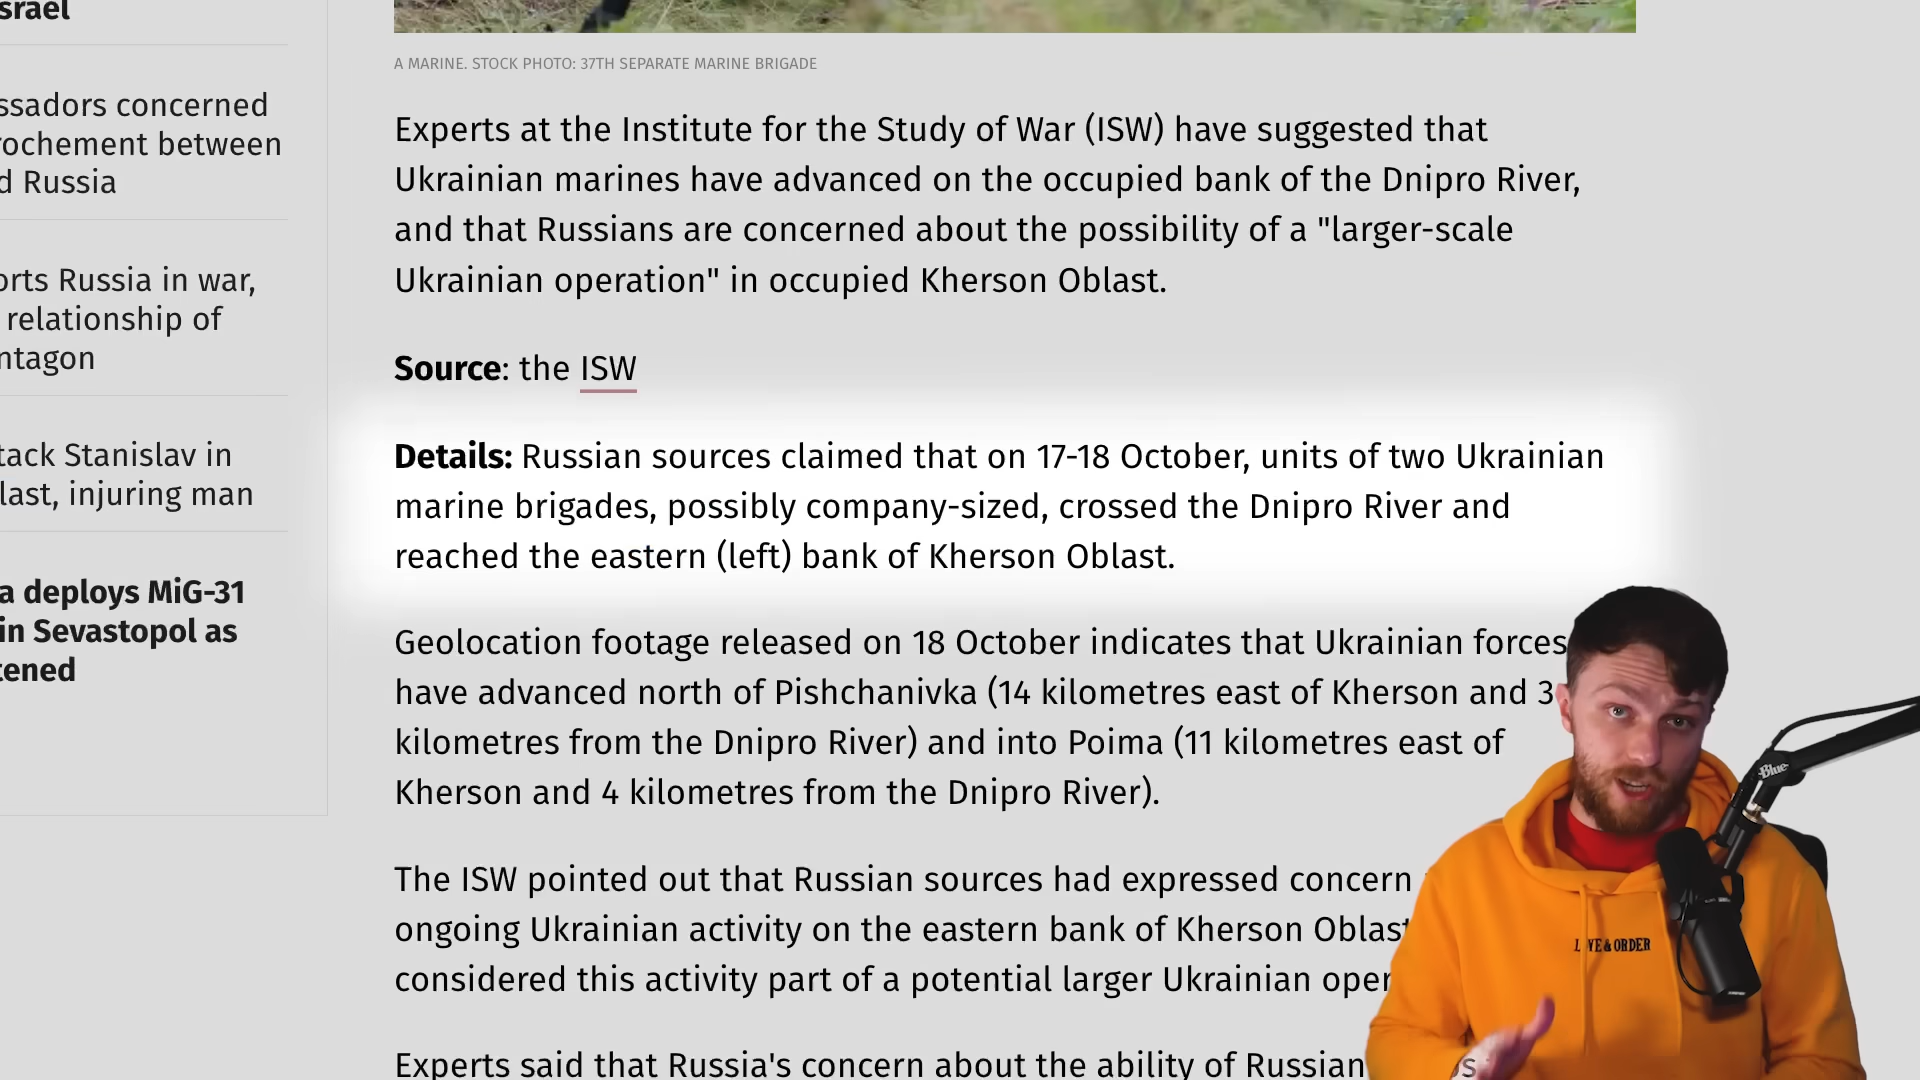 srael
ssadors concerned
rochement between
d Russia
orts Russia in war,
relationship of
ntagon
tack Stanislav in
last, injuring man
a deploys MiG-31
in Sevastopol as
tened
A MARINE. STOCK PHOTO: 37TH SEPARATE MARINE BRIGADE
Experts at the Institute for the Study of War (ISW) have suggested that
Ukrainian marines have advanced on the occupied bank of the Dnipro River,
and that Russians are concerned about the possibility of a "larger-scale
Ukrainian operation" in occupied Kherson Oblast.
Source: the ISW
Details: Russian sources claimed that on 17-18 October, units of two Ukrainian
marine brigades, possibly company-sized, crossed the Dnipro River and
reached the eastern (left) bank of Kherson Oblast.
Geolocation footage released on 18 October indicates that Ukrainian forces
have advanced north of Pishchanivka (14 kilometres east of Kherson and 3
kilometres from the Dnipro River) and into Poima (11 kilometres east of
Kherson and 4 kilometres from the Dnipro River).
The ISW pointed out that Russian sources had expressed concern
ongoing Ukrainian activity on the eastern bank of Kherson Oblast
considered this activity part of a potential larger Ukrainian oper
Experts said that Russia's concern about the ability of Russian
Blue
L VE & ORDER